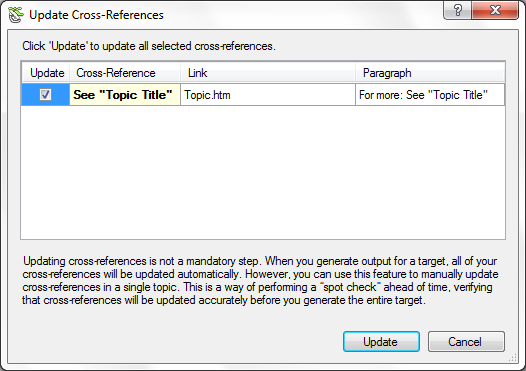 Update Cross-References
Click 'Update' to update all selected cross-references.
Update Cross-Reference Link Paragraph
See "Topic Title" Topic.htm For more: See "Topic Title"
Updating cross-references is not a mandatory step. When you generate output for a target, all of your
cross-references will be updated automatically. However, you can use this feature to manually update
cross-references in a single topic. This is a way of performing a "spot check" ahead of time, verifying
that cross-references will be updated accurately before you generate the entire target.
Update Cancel